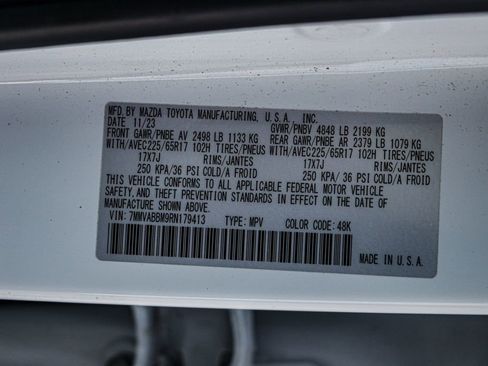 MFD. BY MAZDA TOYOTA MANUFACTURING, U.S.A., INC.
DATE 11/23 GVWR/PNBV 4848 LB 2199 KG
FRONT GAWR/PNBE AV 2498 LB 1133 KG REAR GAWR/PNBE AR 2379 LB 1079 KG
WITH/AVEC225/65R17 102H TIRES/PNEUS WITH/AVEC225/65R17 102H TIRES/PNEUS
17X7J RIMS/JANTES 17X7J RIMS/JANTES
250 KPA/36 PSI COLD/A FROID 250 KPA/36 PSI COLD/A FROID
THIS VEHICLE CONFORMS TO ALL APPLICABLE FEDERAL MOTOR VEHICLE
SAFETY, AND THEFT PREVENTION STANDARDS IN EFFECT ON THE DATE OF
MANUFACTURE SHOWN ABOVE.
VIN: 7MMVABBM9RN179413 TYPE: MPV COLOR CODE: 48K
MADE IN U.S.A.